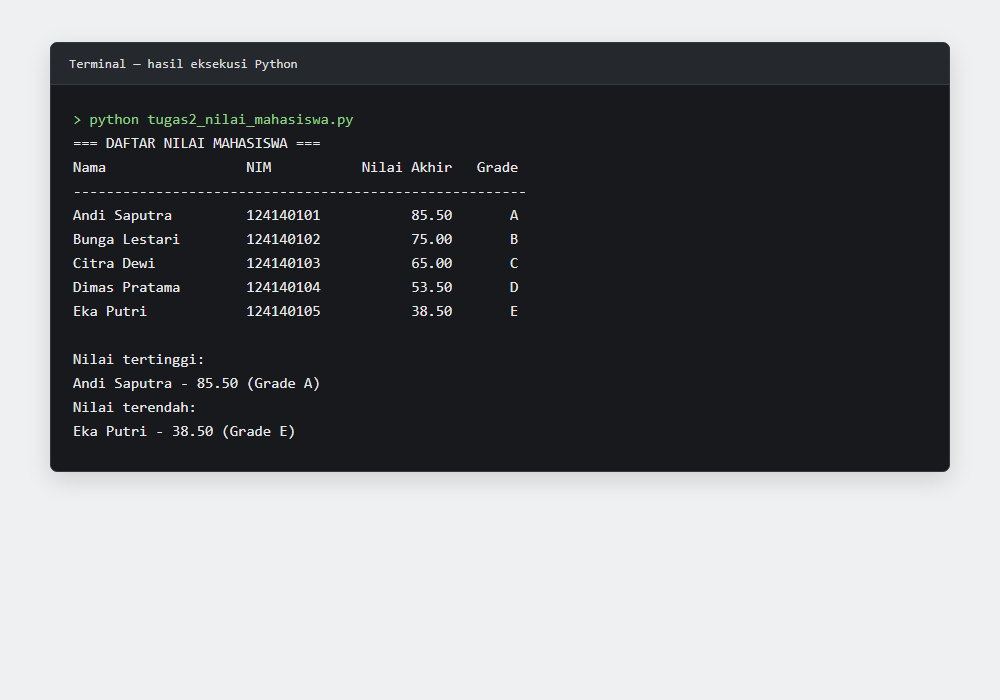 Terminal — hasil eksekusi Python
> python tugas2_nilai_mahasiswa.py
=== DAFTAR NILAI MAHASISWA ===
Nama                 NIM           Nilai Akhir   Grade
-------------------------------------------------------
Andi Saputra         124140101           85.50       A
Bunga Lestari        124140102           75.00       B
Citra Dewi           124140103           65.00       C
Dimas Pratama        124140104           53.50       D
Eka Putri            124140105           38.50       E
Nilai tertinggi:
Andi Saputra - 85.50 (Grade A)
Nilai terendah:
Eka Putri - 38.50 (Grade E)